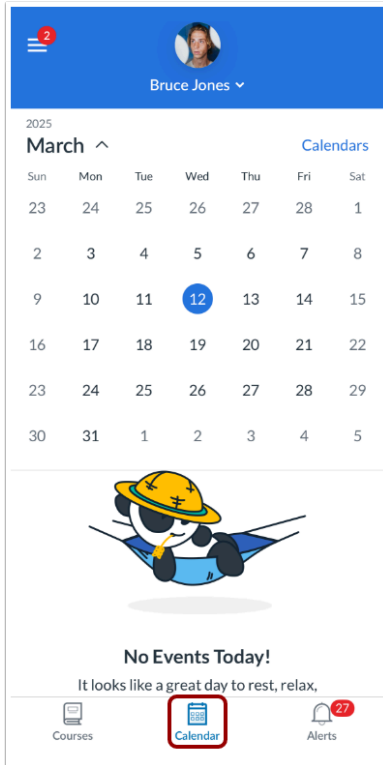 2
Bruce Jones
2025
March
Calendars
Sun Mon Tue Wed Thu Fri Sat
23 24 25 26 27 28 1
2 3 4 5 6 7 8
9 10 11 12 13 14 15
16 17 18 19 20 21 22
23 24 25 26 27 28 29
30 31 1 2 3 4 5
No Events Today!
It looks like a great day to rest, relax,
27
Courses Calendar Alerts